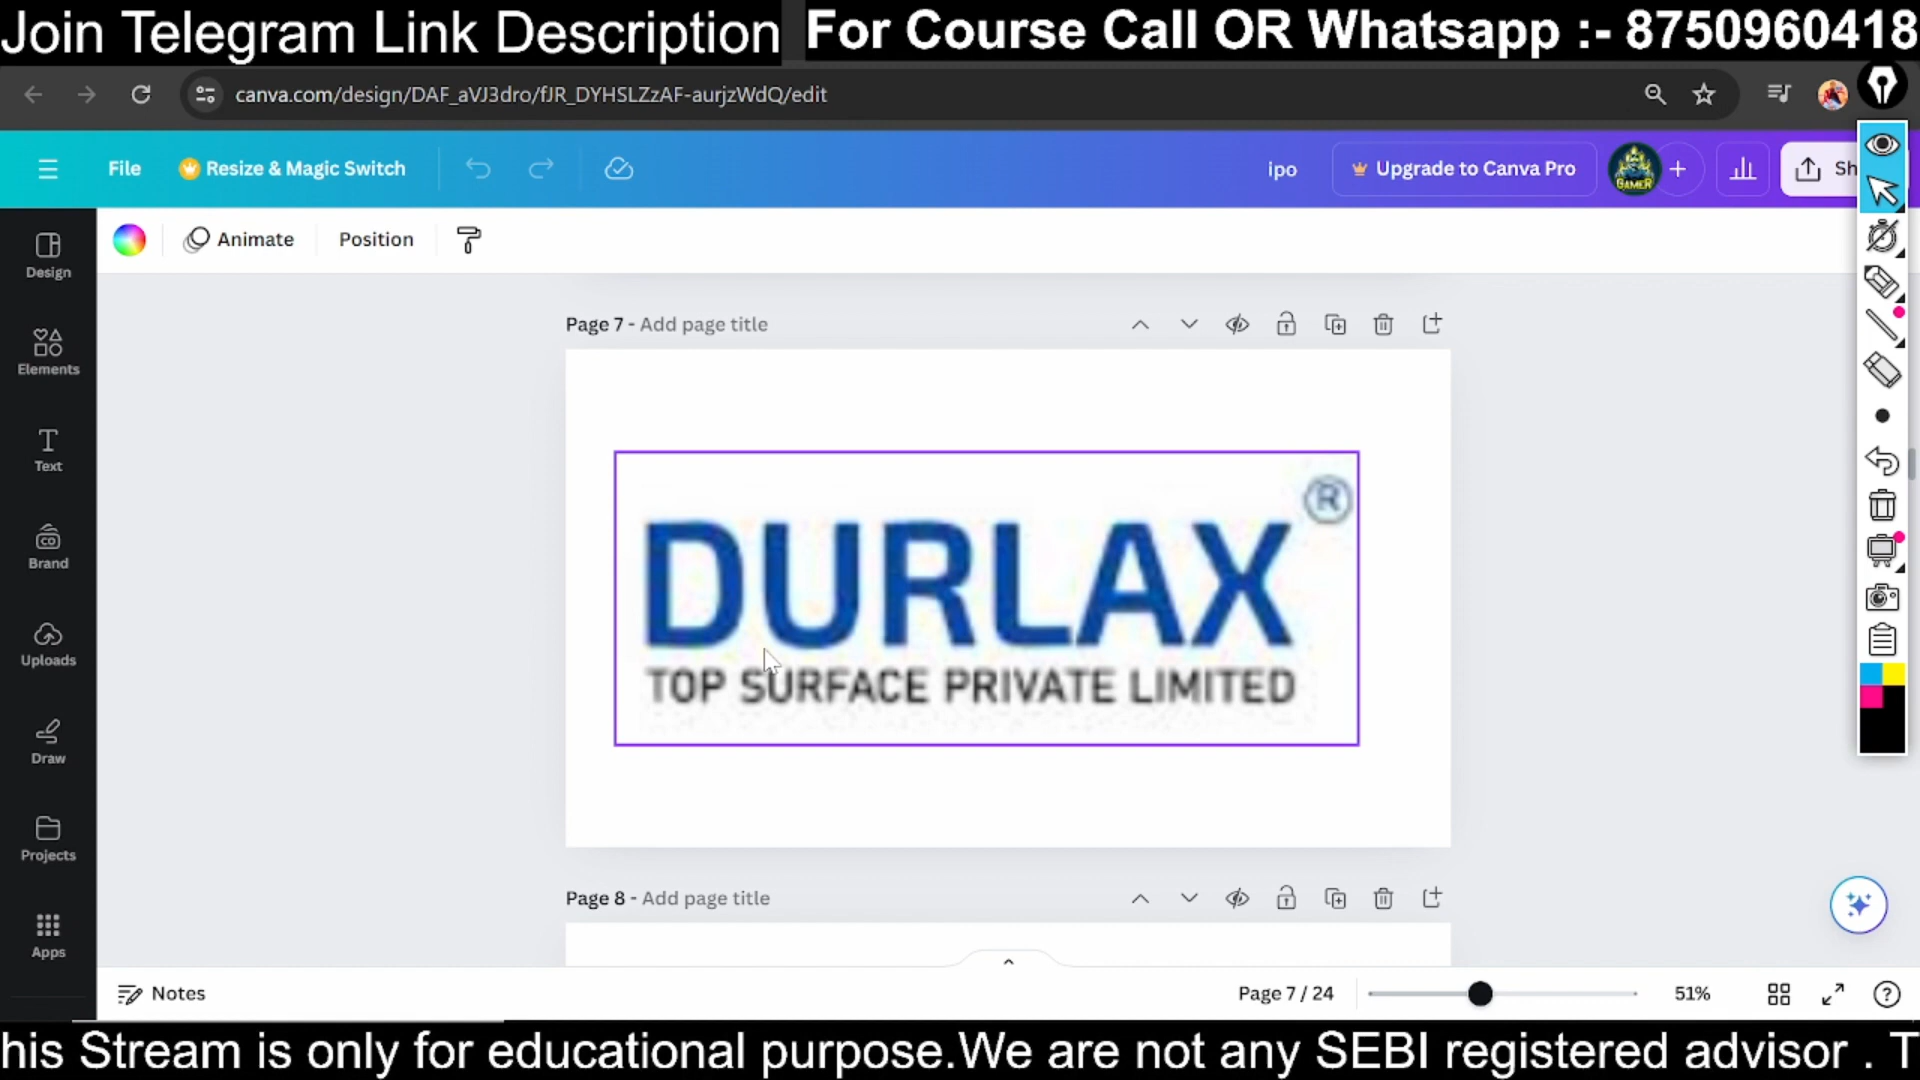 Join Telegram Link Description For Course Call OR Whatsapp :- 8750960418
canva.com/design/DAF_aVJ3dro/fJR_DYHSLZzAF-aurjzWdQ/edit
File Resize & Magic Switch ipo Upgrade to Canva Pro Sh
GAMER
Animate Position
Design
Elements
Text
Brand
Uploads
Draw
Projects
Apps
Page 7 - Add page title
DURLAX ®
TOP SURFACE PRIVATE LIMITED
Page 8 - Add page title
Notes Page 7 / 24 51%
his Stream is only for educational purpose.We are not any SEBI registered advisor . T